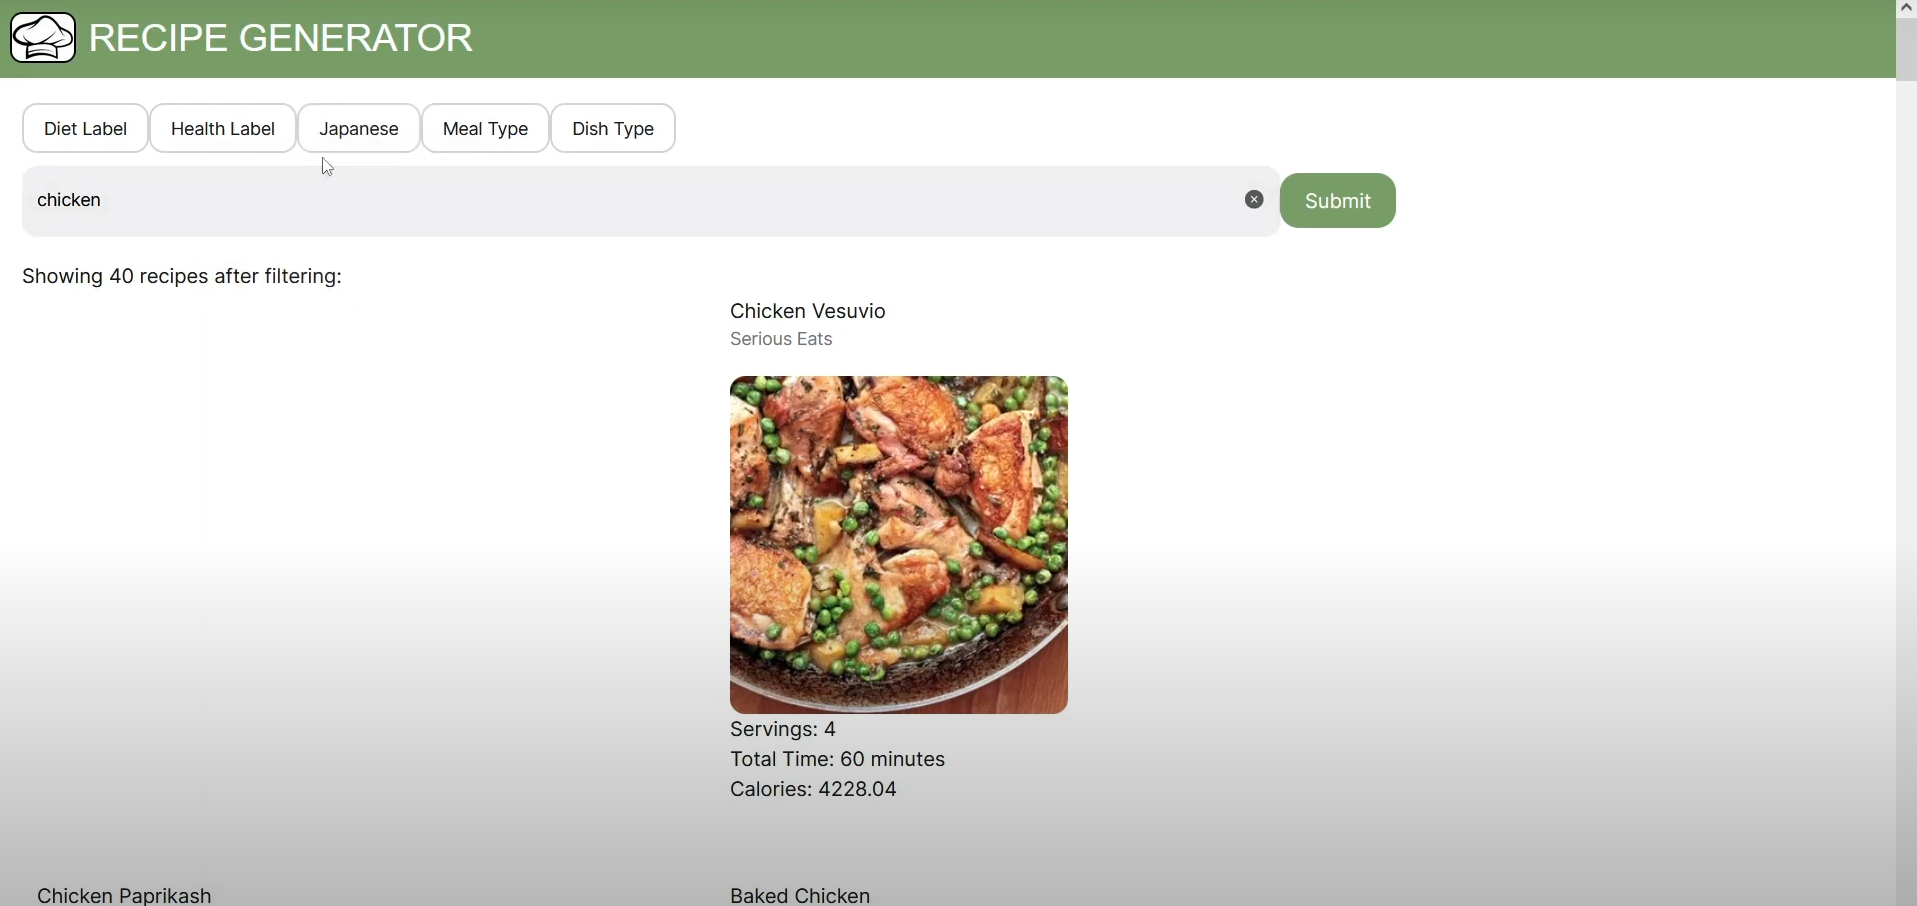 RECIPE GENERATOR
Diet Label
Health Label
Japanese
Meal Type
Dish Type
chicken
Submit
Showing 40 recipes after filtering:
Chicken Vesuvio
Serious Eats
Servings: 4
Total Time: 60 minutes
Calories: 4228.04
Chicken Paprikash
Baked Chicken